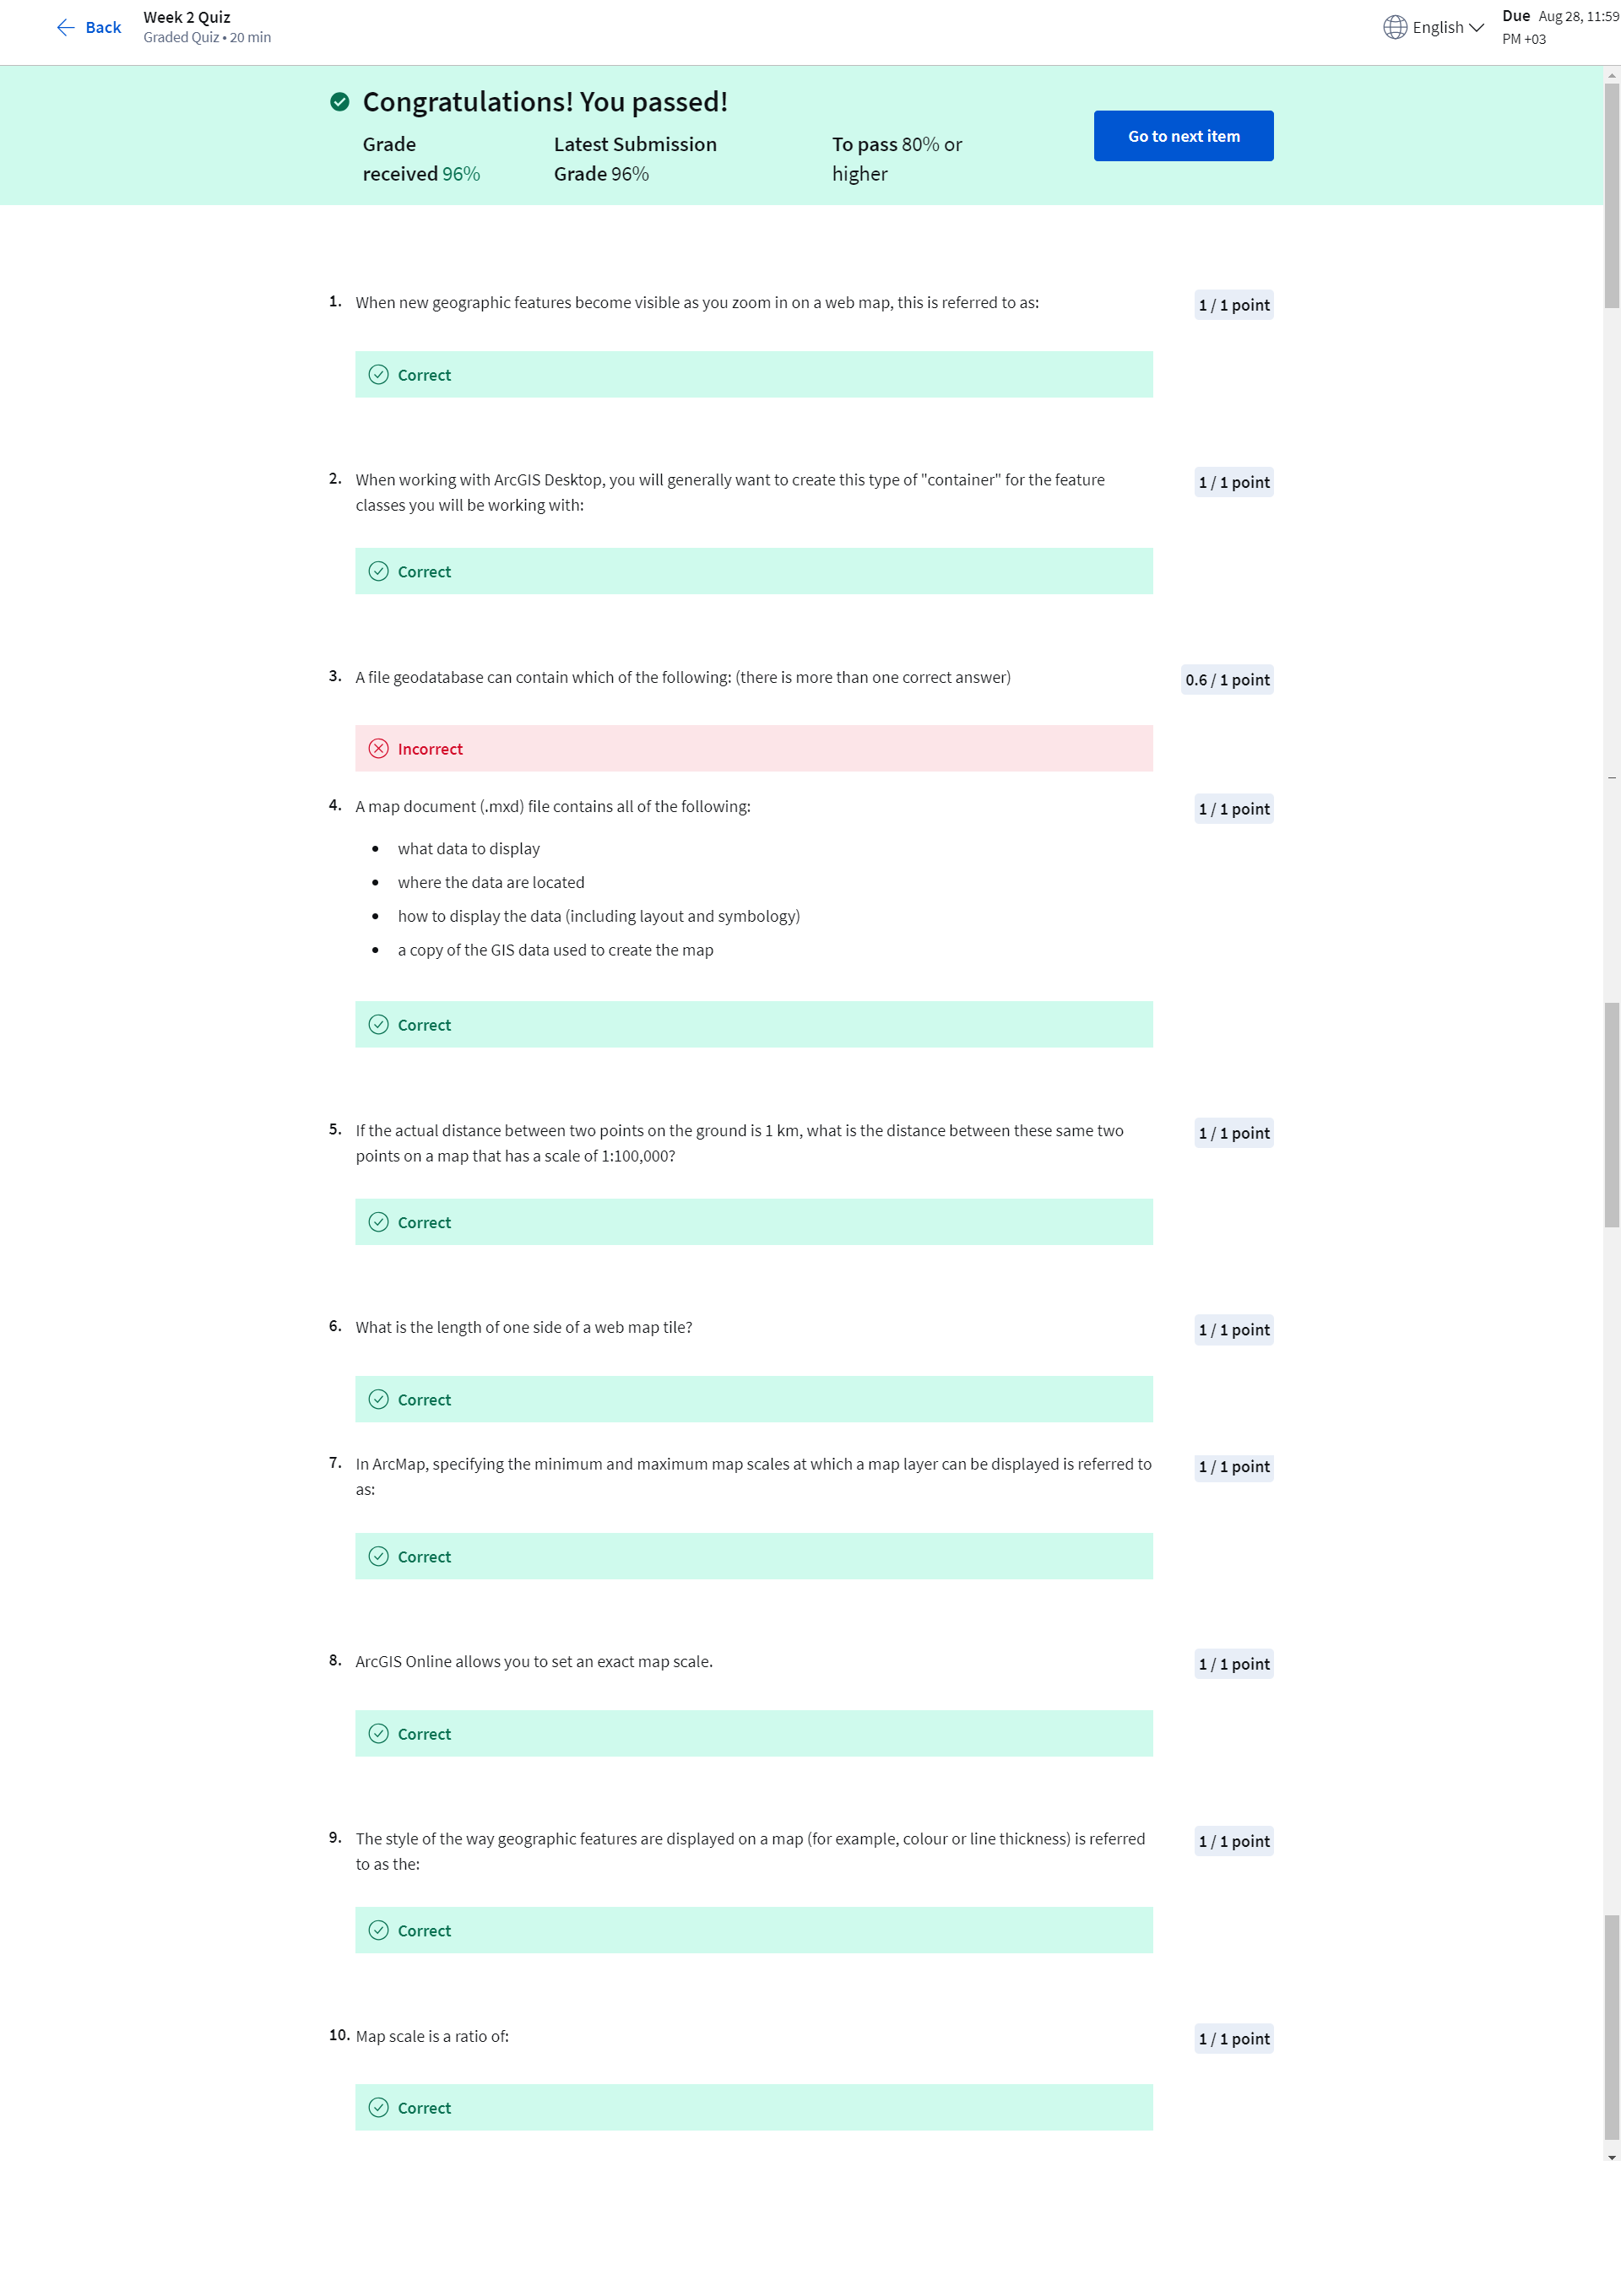 Back
Week 2 Quiz
Graded Quiz • 20 min
English
Due Aug 28, 11:59
PM +03
Congratulations! You passed!
Grade
received 96%
Latest Submission
Grade 96%
To pass 80% or
higher
Go to next item
1. When new geographic features become visible as you zoom in on a web map, this is referred to as:
1 / 1 point
Correct
2. When working with ArcGIS Desktop, you will generally want to create this type of "container" for the feature
classes you will be working with:
1 / 1 point
Correct
3. A file geodatabase can contain which of the following: (there is more than one correct answer)
0.6 / 1 point
Incorrect
4. A map document (.mxd) file contains all of the following:
1 / 1 point
• what data to display
• where the data are located
• how to display the data (including layout and symbology)
• a copy of the GIS data used to create the map
Correct
5. If the actual distance between two points on the ground is 1 km, what is the distance between these same two
points on a map that has a scale of 1:100,000?
1 / 1 point
Correct
6. What is the length of one side of a web map tile?
1 / 1 point
Correct
7. In ArcMap, specifying the minimum and maximum map scales at which a map layer can be displayed is referred to
as:
1 / 1 point
Correct
8. ArcGIS Online allows you to set an exact map scale.
1 / 1 point
Correct
9. The style of the way geographic features are displayed on a map (for example, colour or line thickness) is referred
to as the:
1 / 1 point
Correct
10. Map scale is a ratio of:
1 / 1 point
Correct